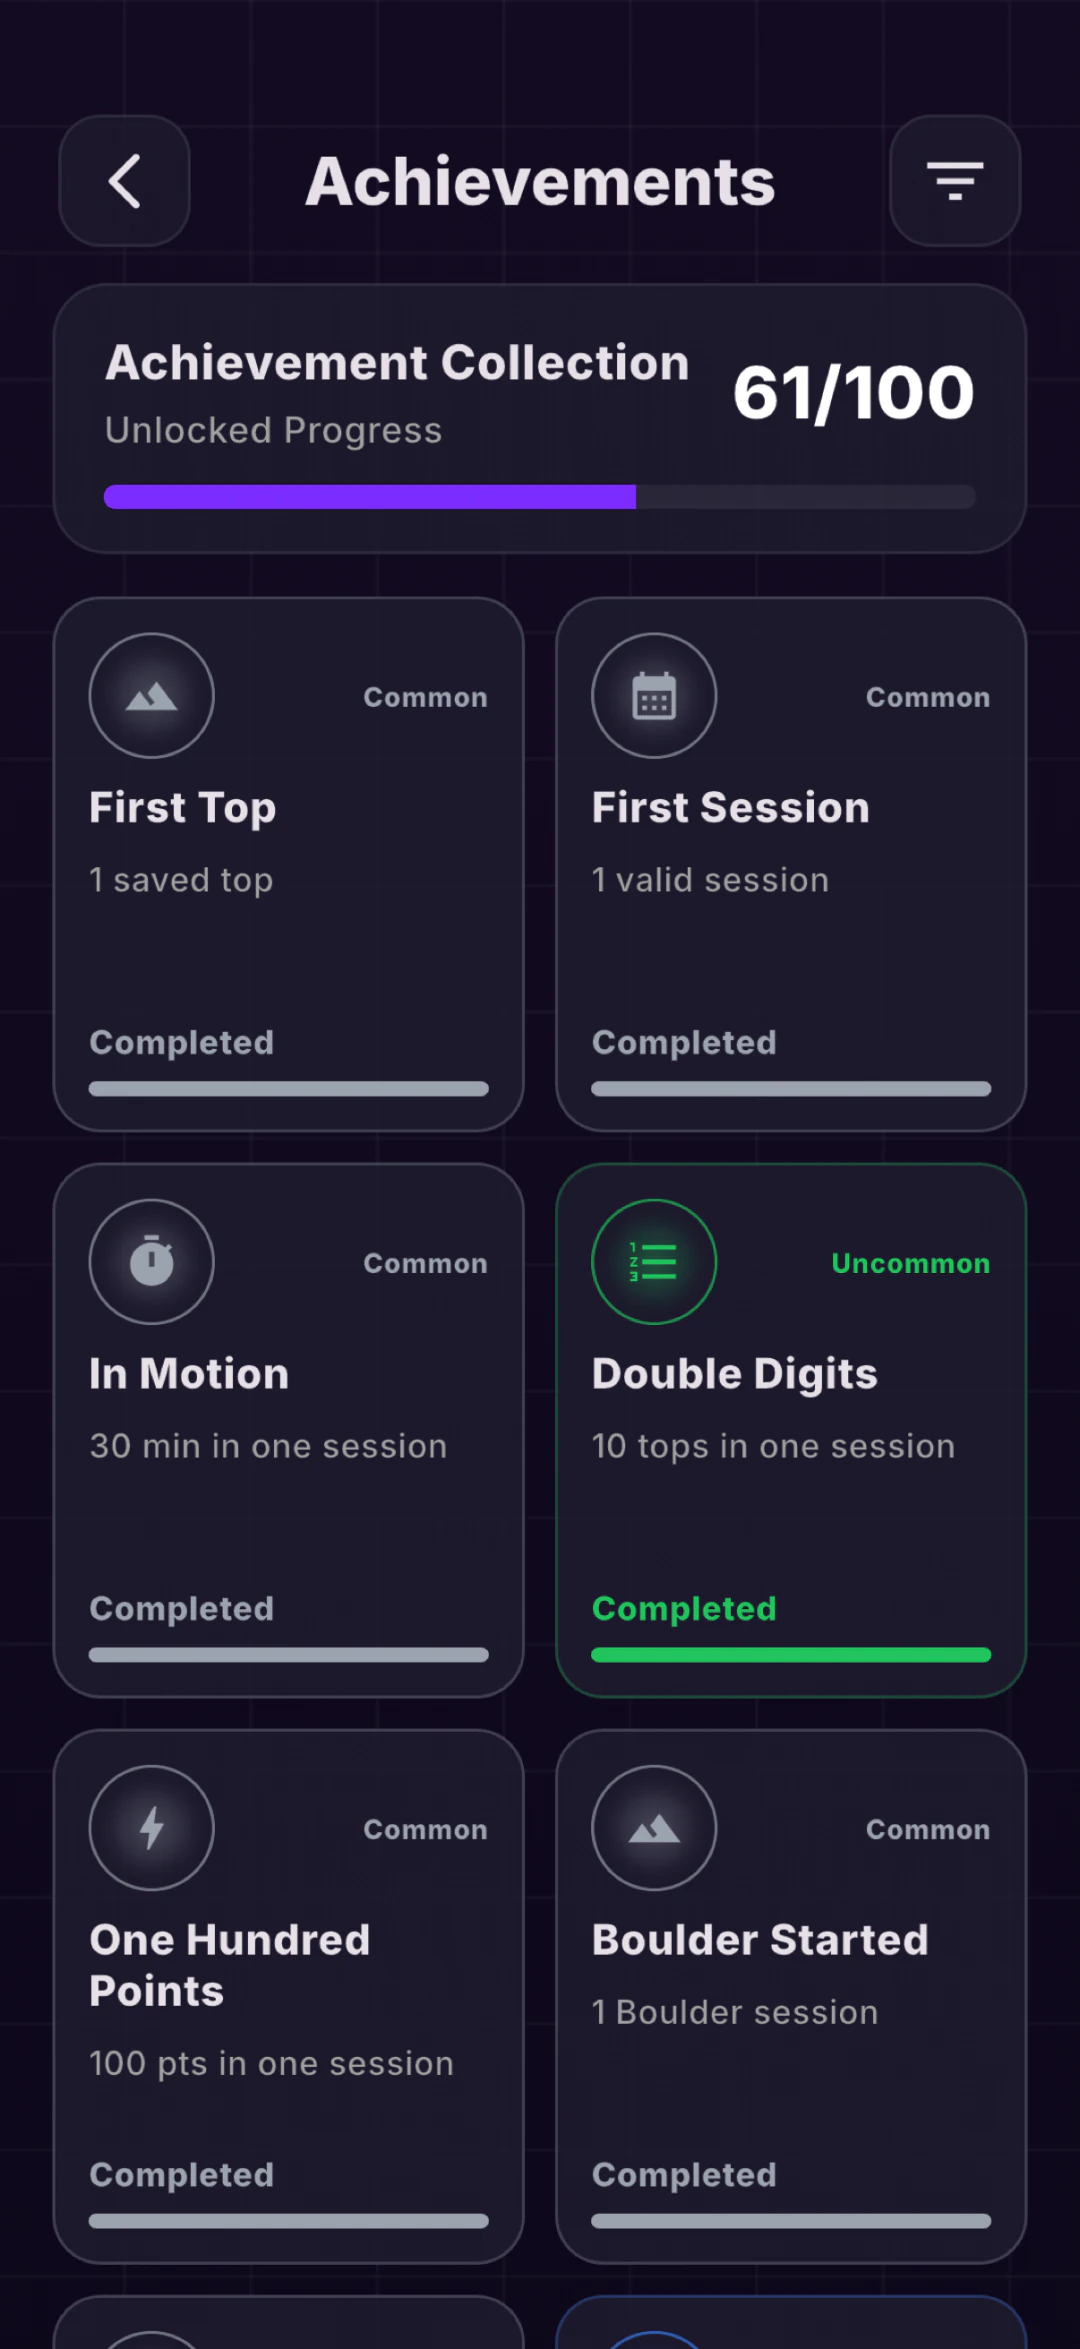 Achievements
Achievement Collection
61/100
Unlocked Progress
Common
First Top
1 saved top
Completed
Common
First Session
1 valid session
Completed
Common
In Motion
30 min in one session
Completed
Uncommon
Double Digits
10 tops in one session
Completed
Common
One Hundred
Points
100 pts in one session
Completed
Common
Boulder Started
1 Boulder session
Completed